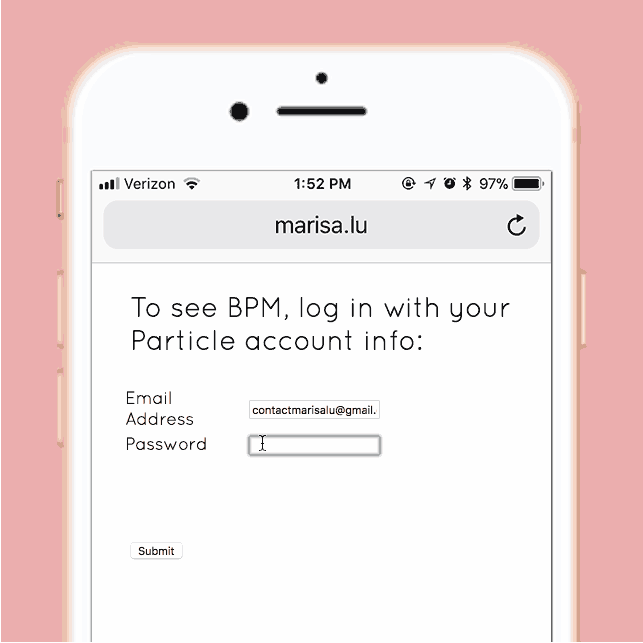 Verizon 1:52 PM 97%
marisa.lu
To see BPM, log in with your
Particle account info:
Email
Address contactmarisalu@gmail.
Password
Submit